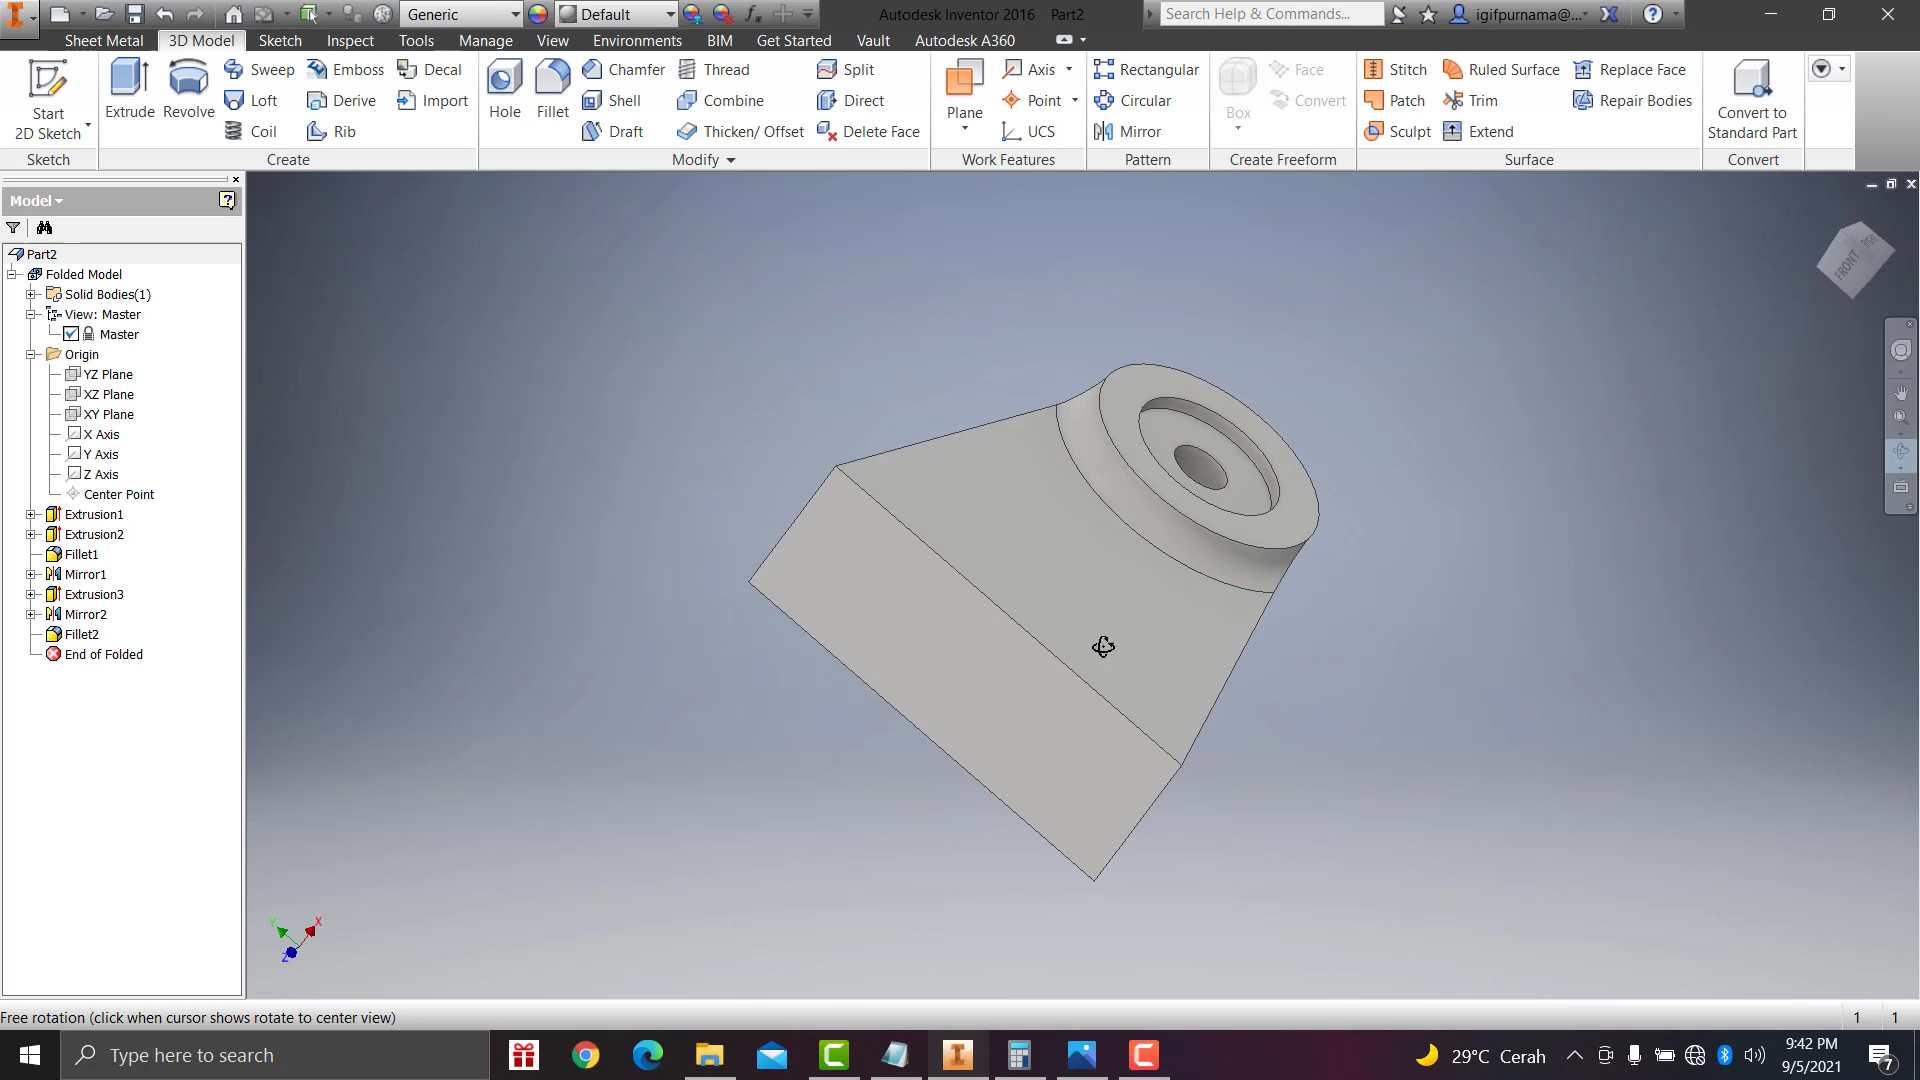 Generic
Default
Autodesk Inventor 2016 Part2
Search Help & Commands...
igifpurnama@...
Sheet Metal
3D Model
Sketch
Inspect
Tools
Manage
View
Environments
BIM
Get Started
Vault
Autodesk A360
Start
2D Sketch
Extrude
Revolve
Sweep
Loft
Coil
Emboss
Derive
Rib
Decal
Import
Hole
Fillet
Chamfer
Shell
Draft
Thread
Combine
Thicken/ Offset
Split
Direct
Delete Face
Plane
Axis
Point
UCS
Rectangular
Circular
Mirror
Box
Face
Convert
Stitch
Patch
Sculpt
Ruled Surface
Trim
Extend
Replace Face
Repair Bodies
Convert to
Standard Part
Sketch
Create
Modify
Work Features
Pattern
Create Freeform
Surface
Convert
Model
Part2
Folded Model
Solid Bodies(1)
View: Master
Master
Origin
YZ Plane
XZ Plane
XY Plane
X Axis
Y Axis
Z Axis
Center Point
Extrusion1
Extrusion2
Fillet1
Mirror1
Extrusion3
Mirror2
Fillet2
End of Folded
FRONT
Y
X
Z
Free rotation (click when cursor shows rotate to center view)
1 1
Type here to search
29°C Cerah
9:42 PM
9/5/2021
7